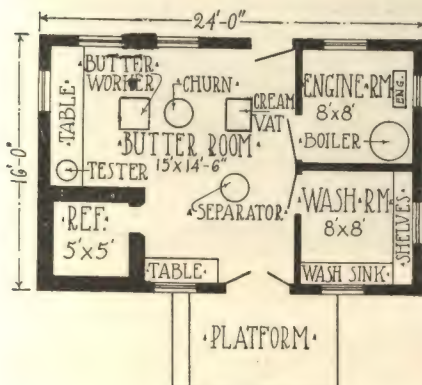 24'-0"
16'-0"
TABLE
BUTTER
WORKER
CHURN
CREAM
VAT
ENGINE RM
8'x8'
ENG.
BOILER
BUTTER ROOM
15'x14'-6"
TESTER
SEPARATOR
REF.
5'x5'
WASH RM
8'x8'
SHELVES
TABLE
WASH SINK
PLATFORM